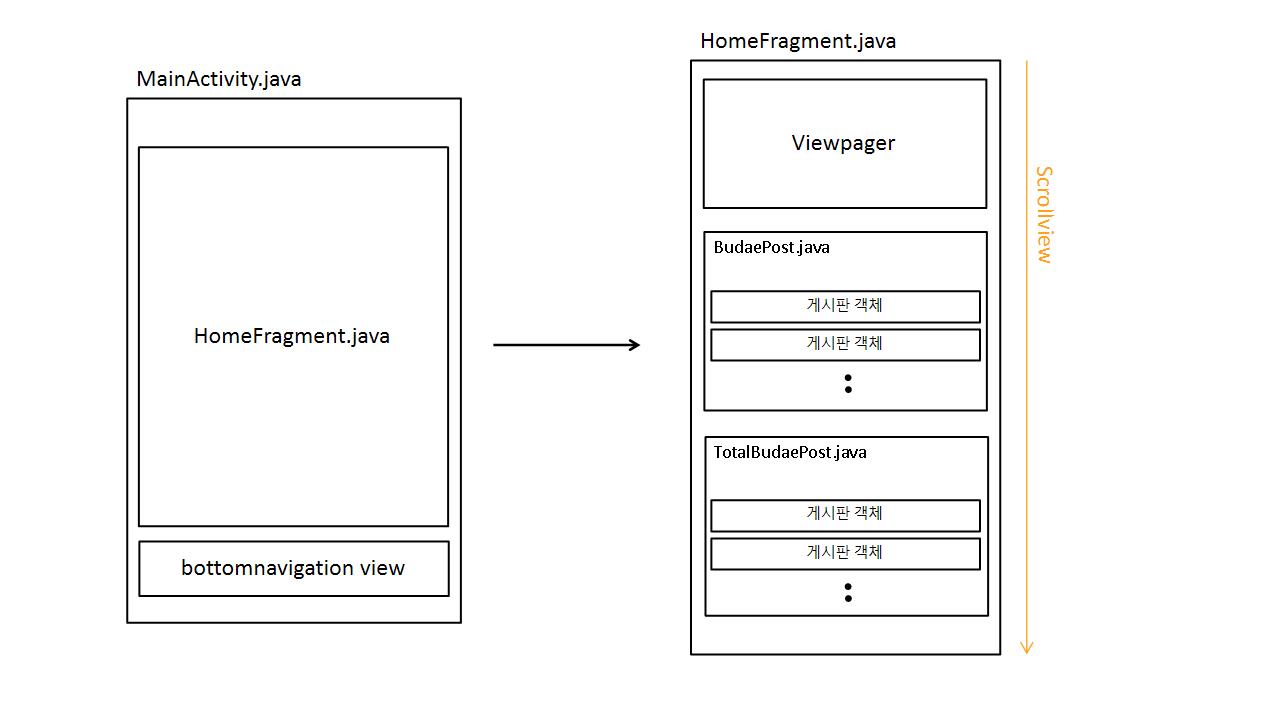 MainActivity.java
HomeFragment.java
bottomnavigation view
HomeFragment.java
Viewpager
BudaePost.java
게시판 객체
게시판 객체
TotalBudaePost.java
게시판 객체
게시판 객체
Scrollview